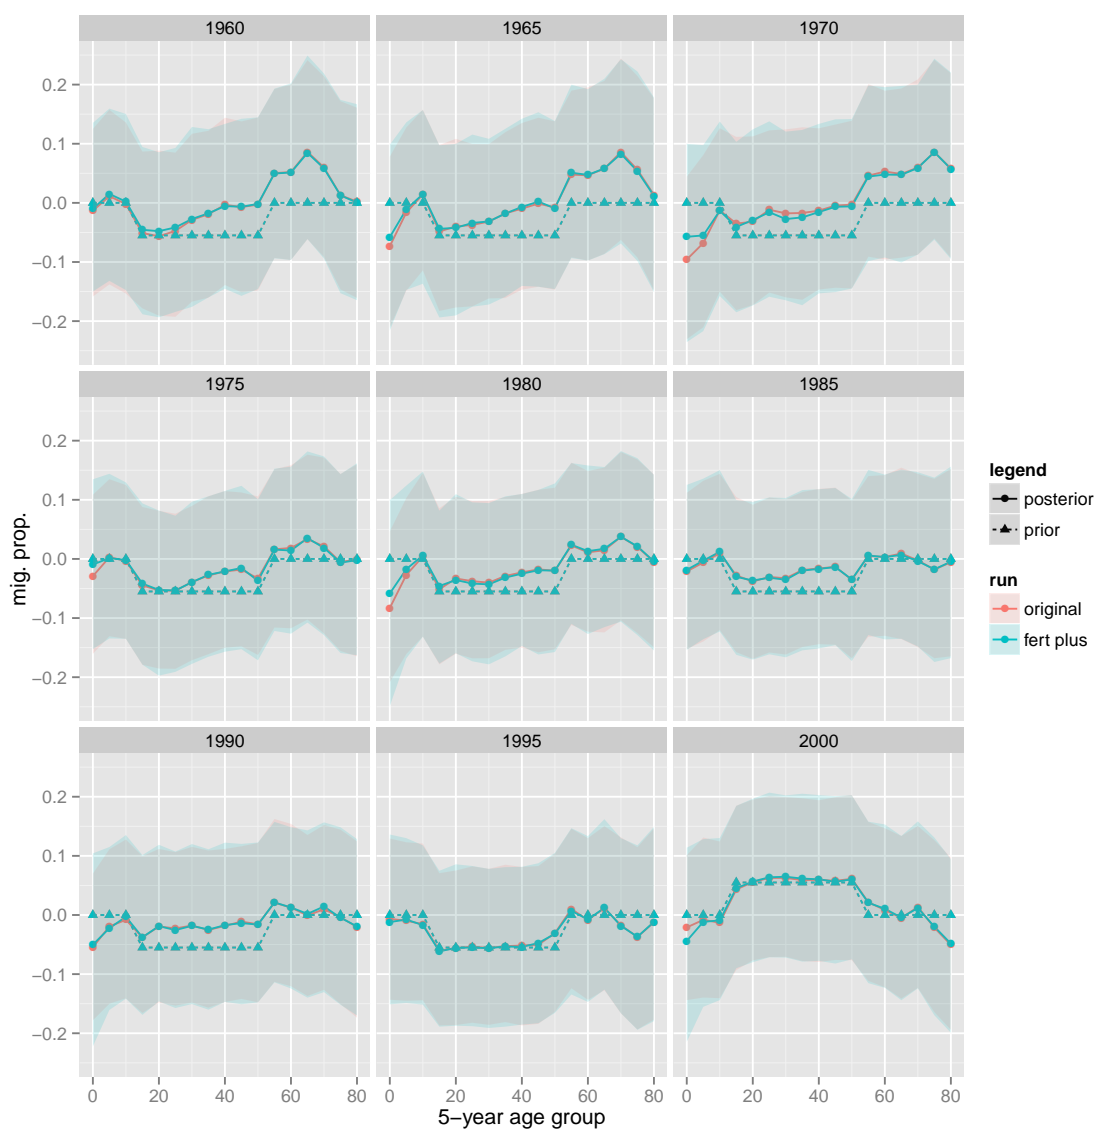 1960 1965 1970
0.2
0.1
0.0
−0.1
−0.2
1975 1980 1985
0.2
0.1
0.0
−0.1
−0.2
1990 1995 2000
0.2
0.1
0.0
−0.1
−0.2
0 20 40 60 80 0 20 40 60 80 0 20 40 60 80
5−year age group
mig. prop.
legend
posterior
prior
run
original
fert plus